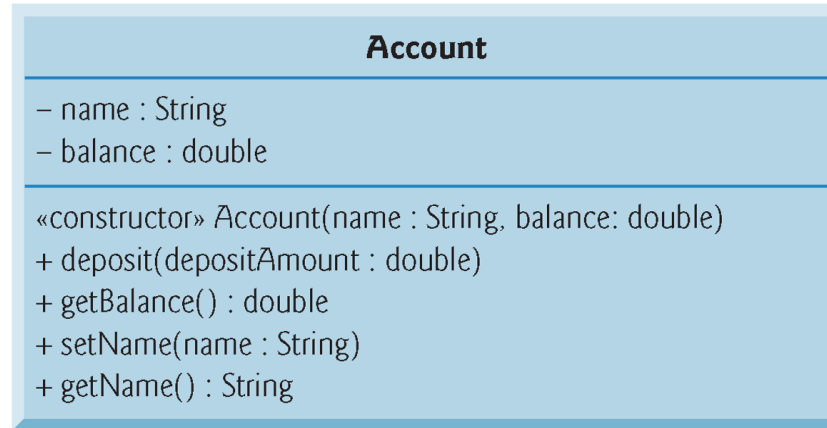 Account
– name : String
– balance : double
«constructor» Account(name : String, balance: double)
+ deposit(depositAmount : double)
+ getBalance() : double
+ setName(name : String)
+ getName() : String